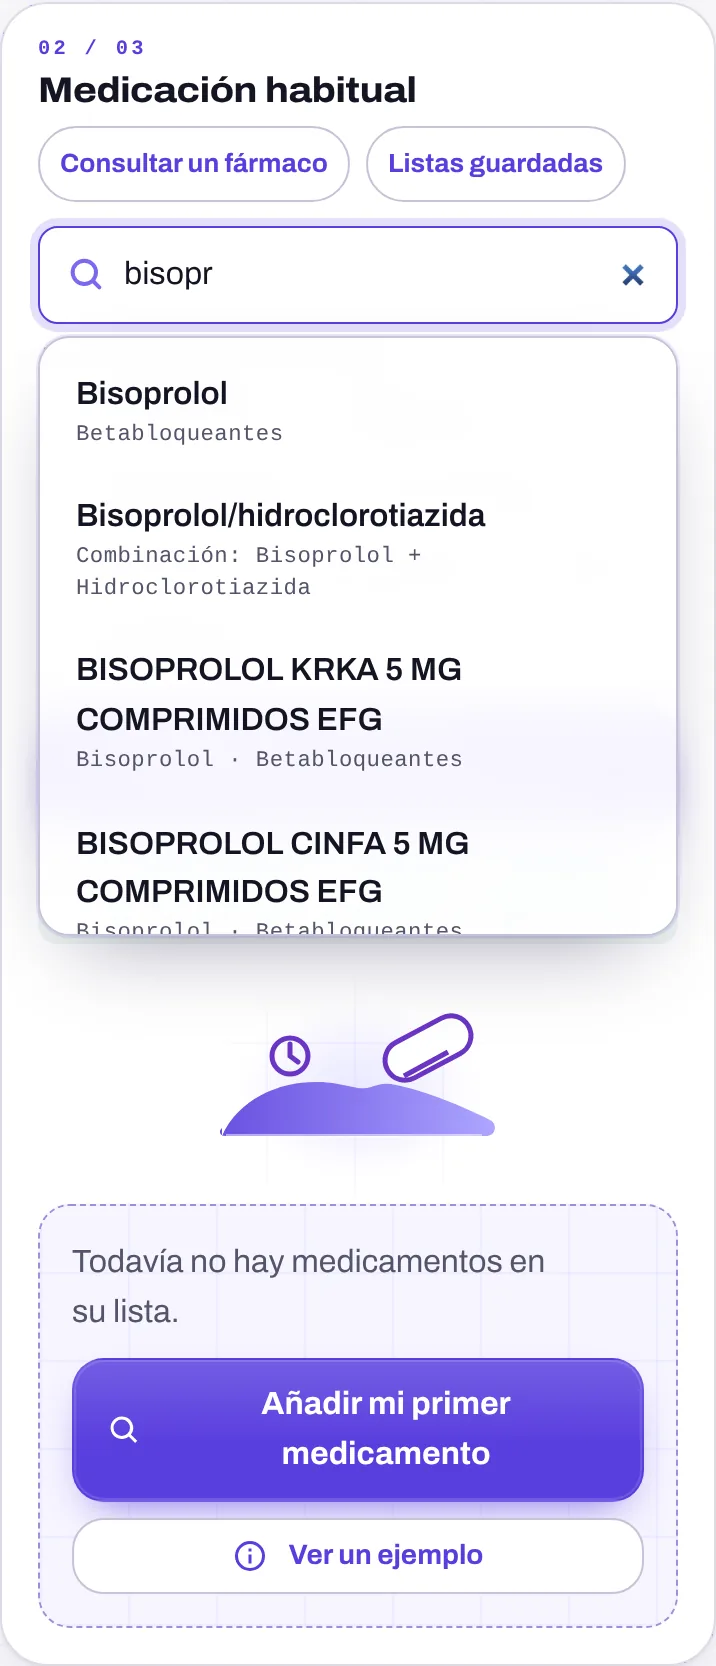 02 / 03
Medicación habitual
Consultar un fármaco
Listas guardadas
bisopr
Bisoprolol
Betabloqueantes
Bisoprolol/hidroclorotiazida
Combinación: Bisoprolol +
Hidroclorotiazida
BISOPROLOL KRKA 5 MG
COMPRIMIDOS EFG
Bisoprolol · Betabloqueantes
BISOPROLOL CINFA 5 MG
COMPRIMIDOS EFG
Bisoprolol · Betabloqueantes
Todavía no hay medicamentos en
su lista.
Añadir mi primer
medicamento
Ver un ejemplo